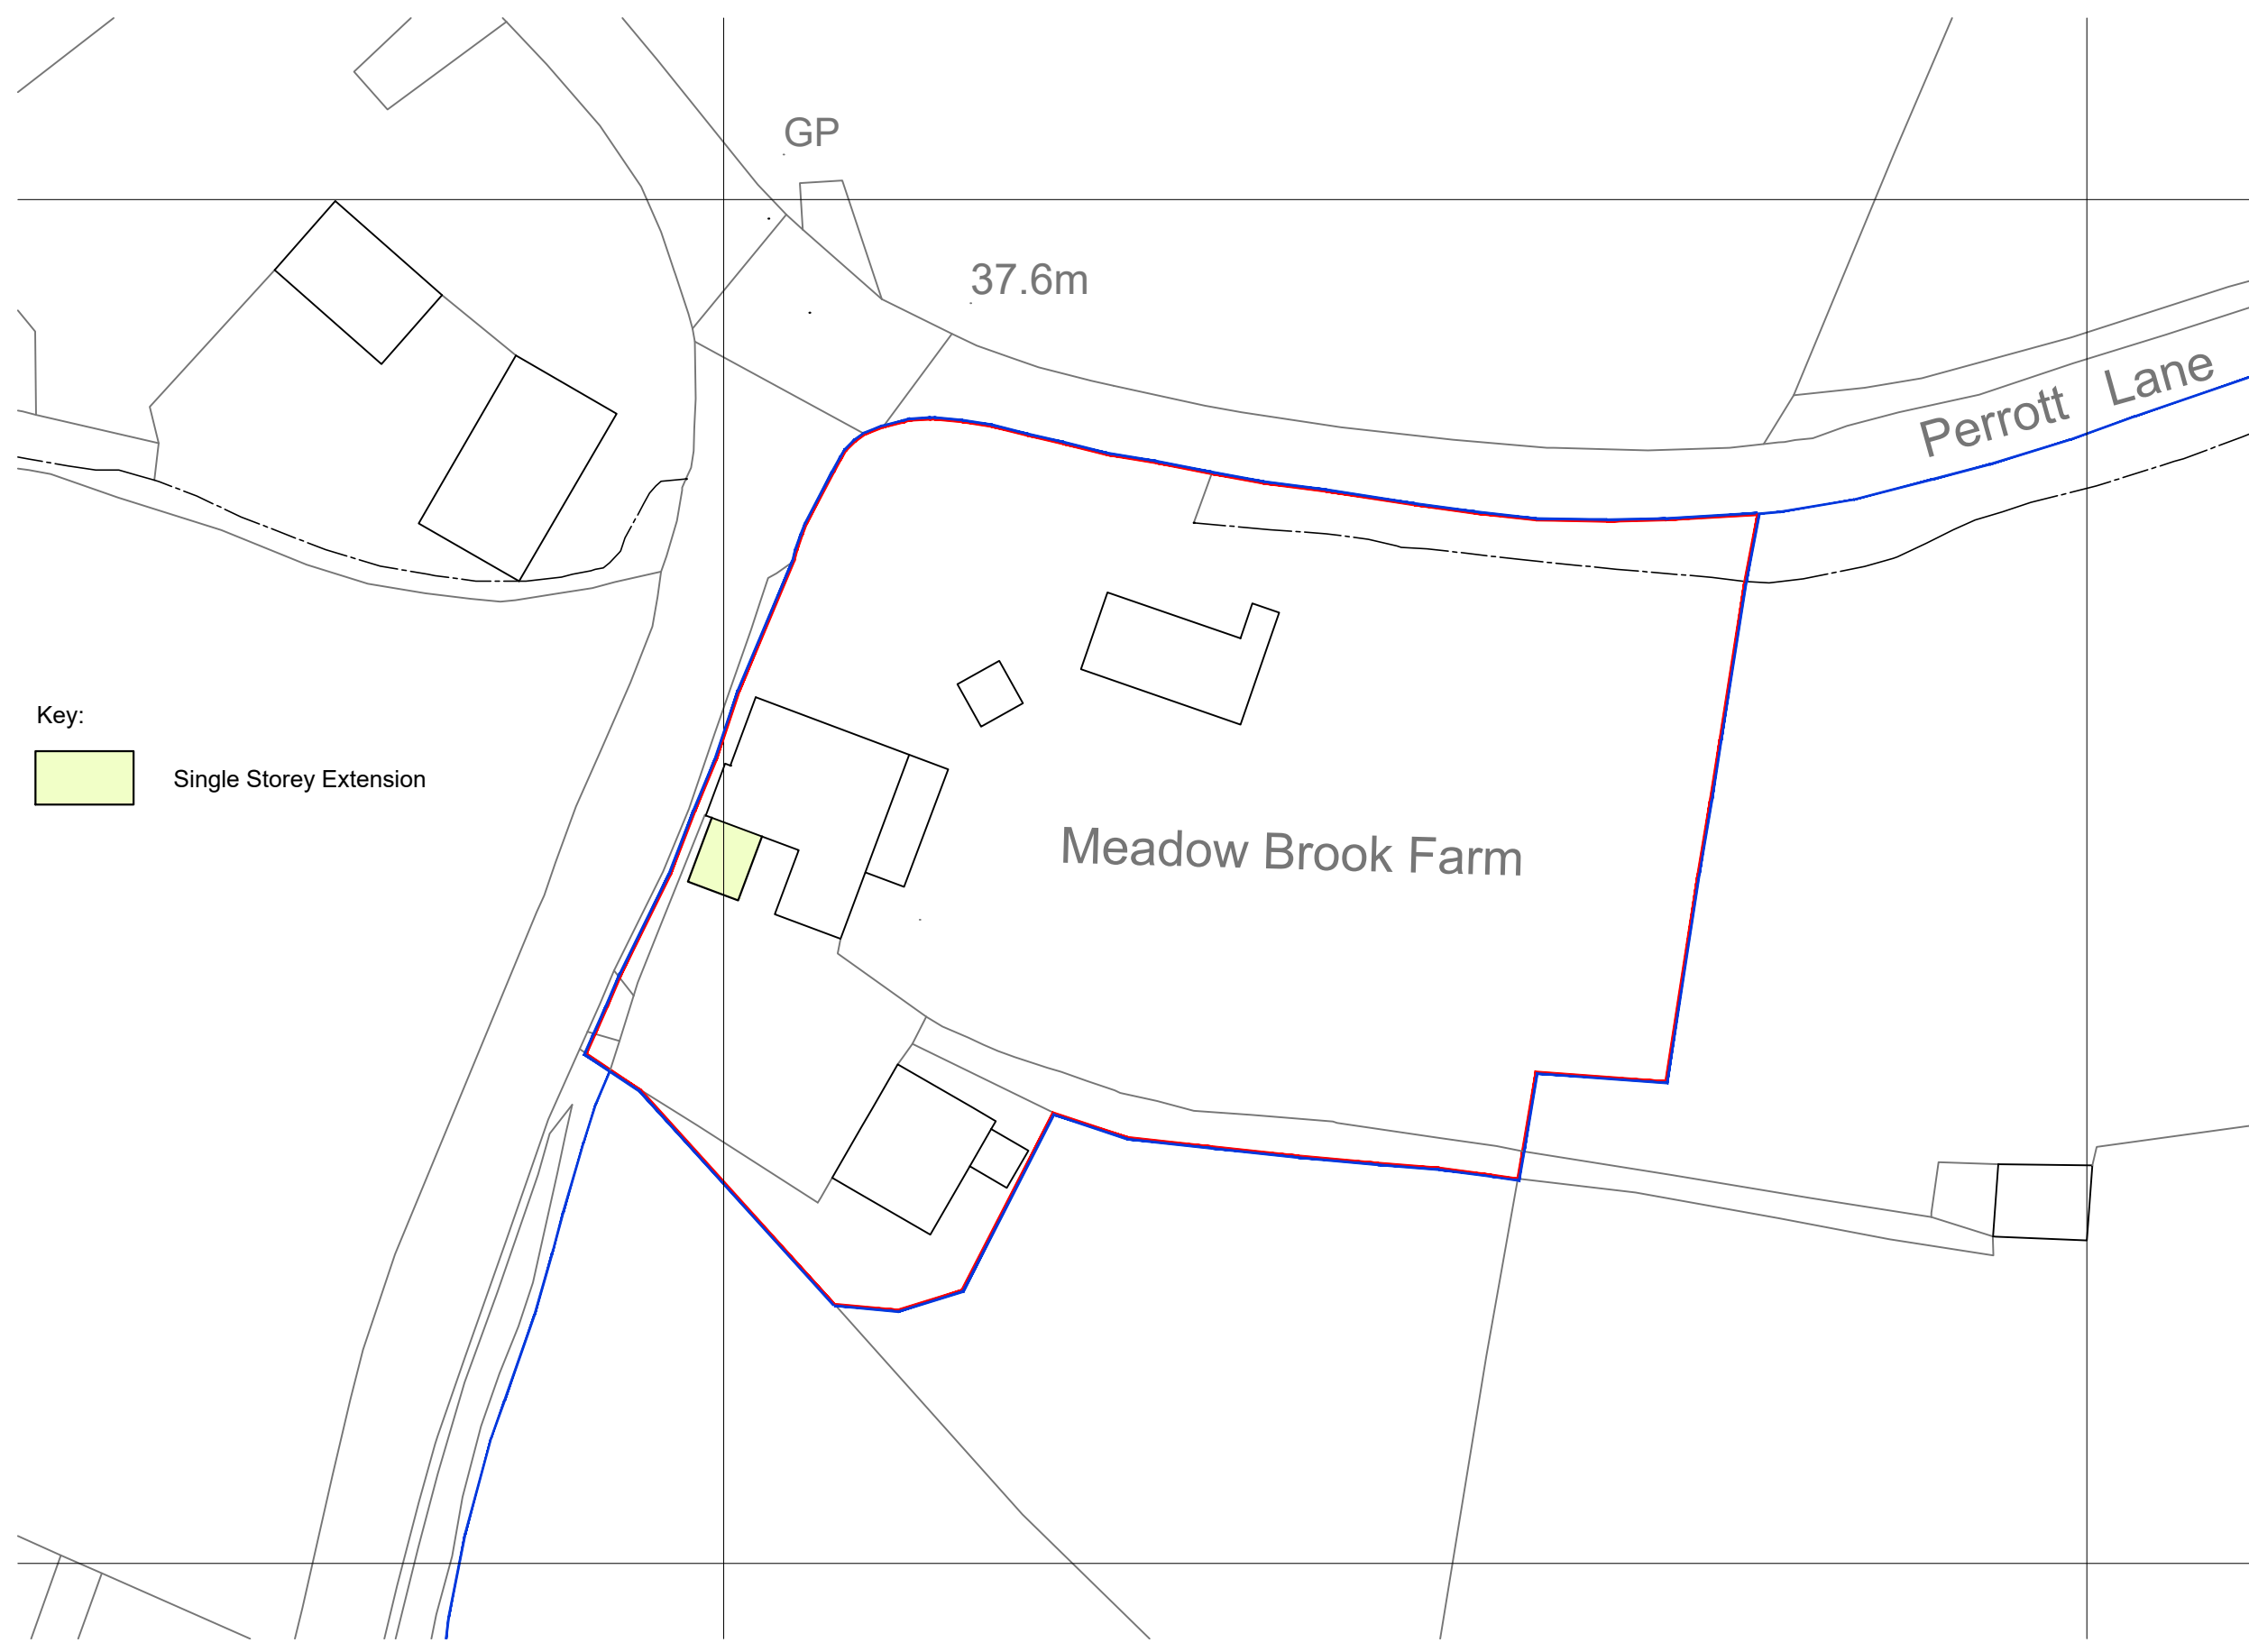 GP
37.6m
Perrott Lane
Key:
Single Storey Extension
Meadow Brook Farm